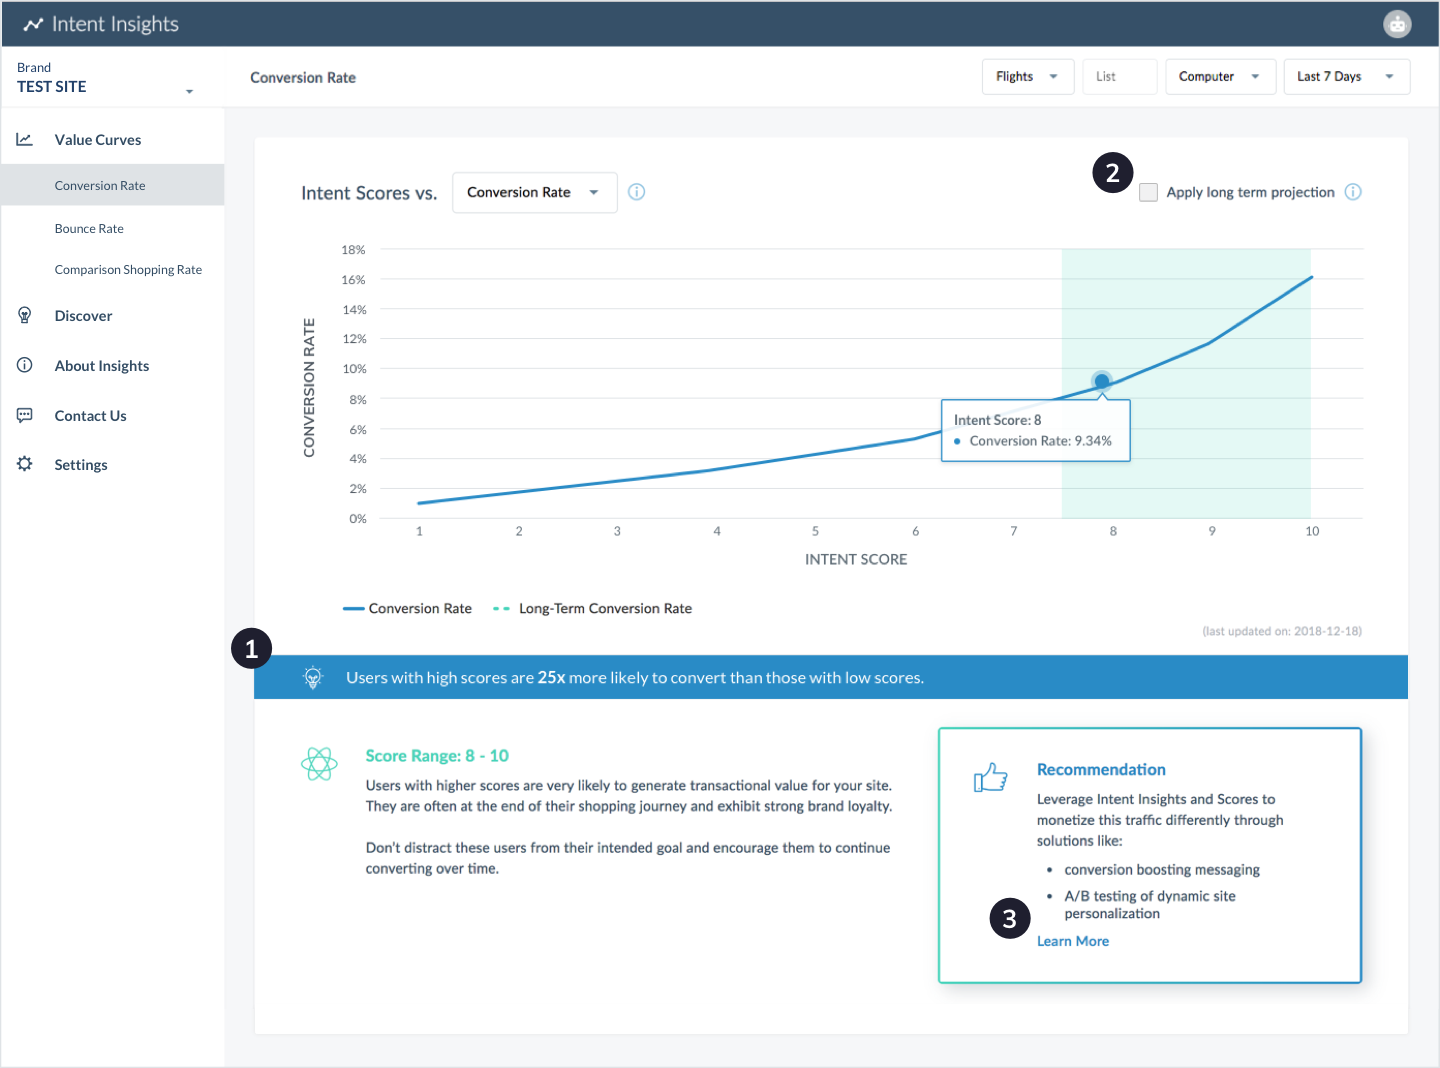 Intent Insights
Brand
TEST SITE
Conversion Rate
Flights
List
Computer
Last 7 Days
Value Curves
Conversion Rate
Bounce Rate
Comparison Shopping Rate
Discover
About Insights
Contact Us
Settings
Intent Scores vs.
Conversion Rate
2
Apply long term projection
CONVERSION RATE
18%
16%
14%
12%
10%
8%
6%
4%
2%
0%
Intent Score: 8
Conversion Rate: 9.34%
1 2 3 4 5 6 7 8 9 10
INTENT SCORE
Conversion Rate
Long-Term Conversion Rate
(last updated on: 2018-12-18)
1
Users with high scores are 25x more likely to convert than those with low scores.
Score Range: 8 - 10
Users with higher scores are very likely to generate transactional value for your site.
They are often at the end of their shopping journey and exhibit strong brand loyalty.
Don't distract these users from their intended goal and encourage them to continue
converting over time.
Recommendation
Leverage Intent Insights and Scores to
monetize this traffic differently through
solutions like:
• conversion boosting messaging
• A/B testing of dynamic site
personalization
3
Learn More